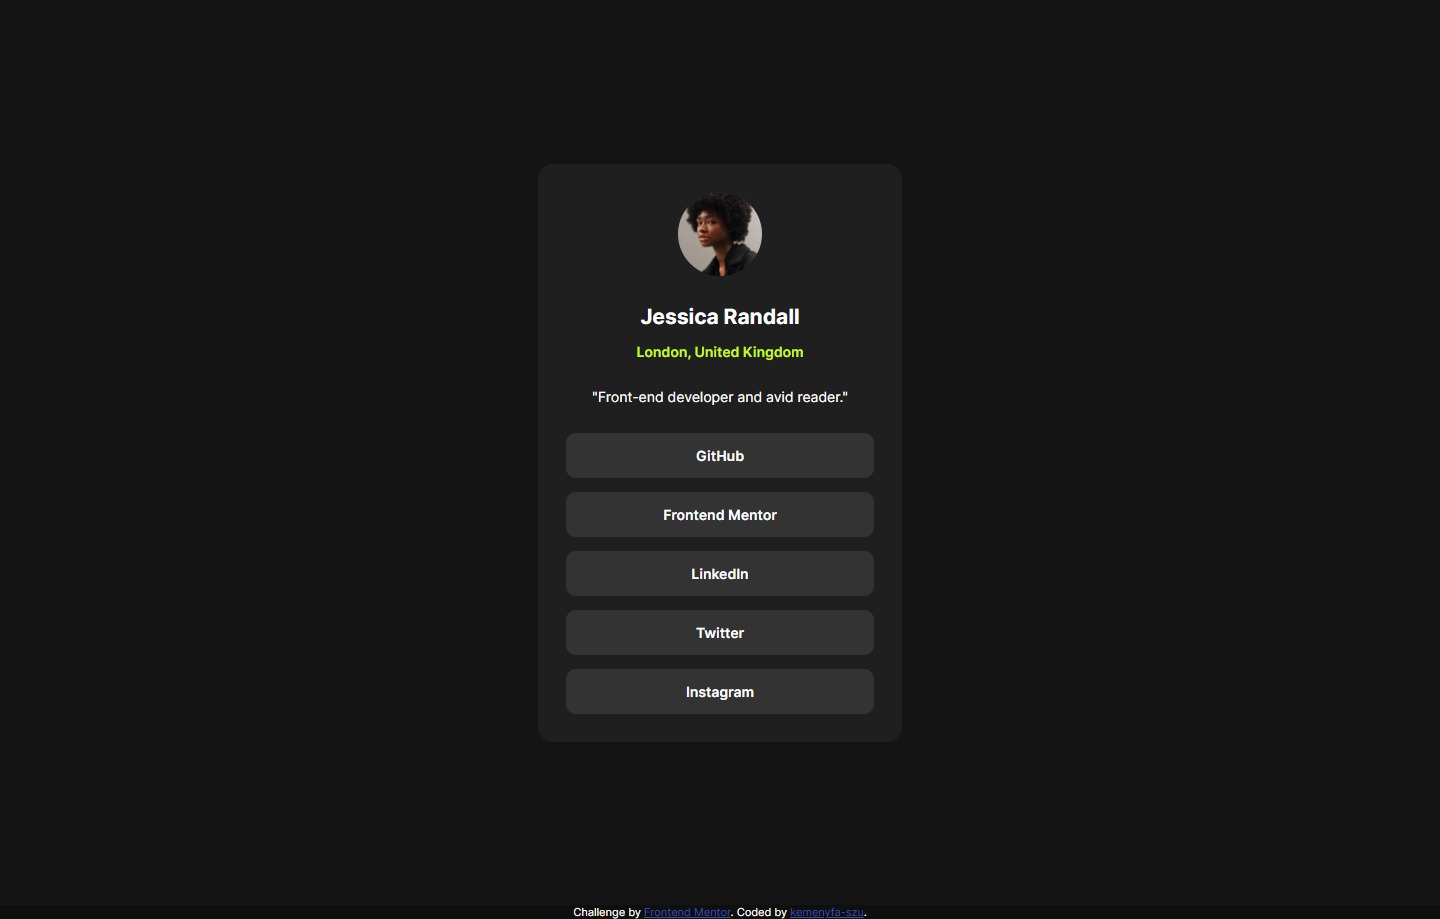 Jessica Randall
London, United Kingdom
"Front-end developer and avid reader."
GitHub
Frontend Mentor
LinkedIn
Twitter
Instagram
Challenge by Frontend Mentor. Coded by kemenyfa-szu.